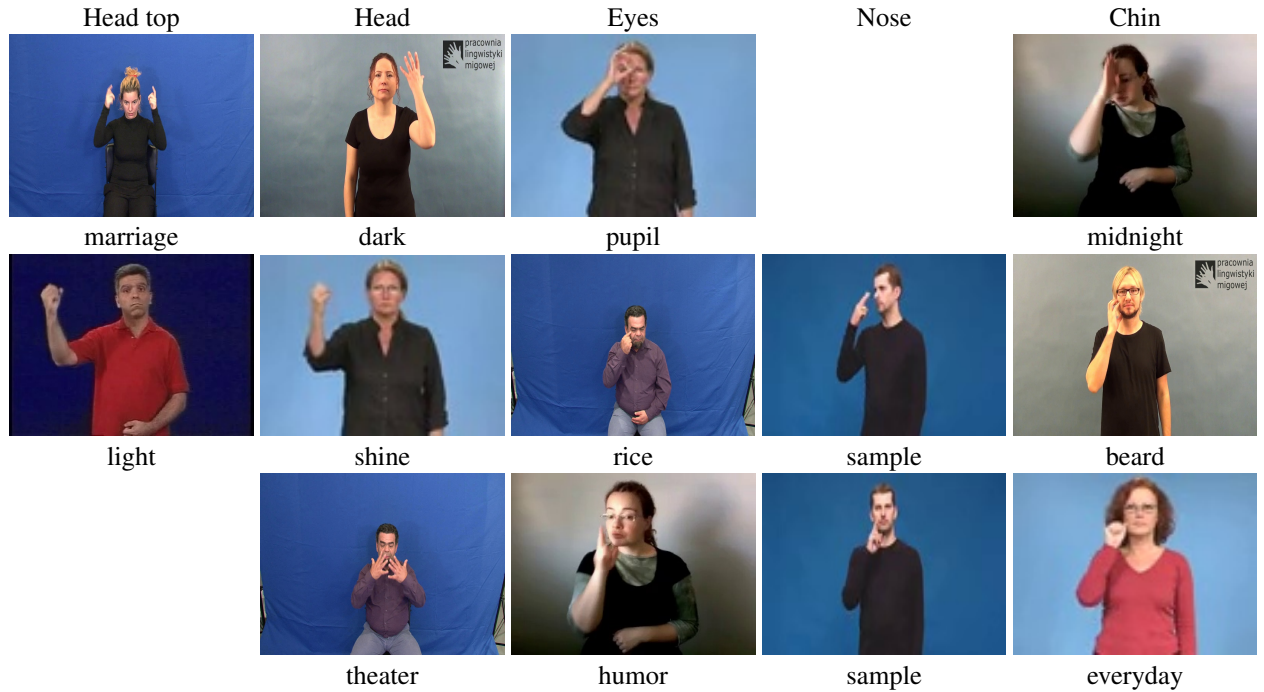 Head top Head Eyes Nose Chin
pracownia
lingwistyki
migowej
marriage dark pupil midnight
pracownia
lingwistyki
migowej
light shine rice sample beard
theater humor sample everyday